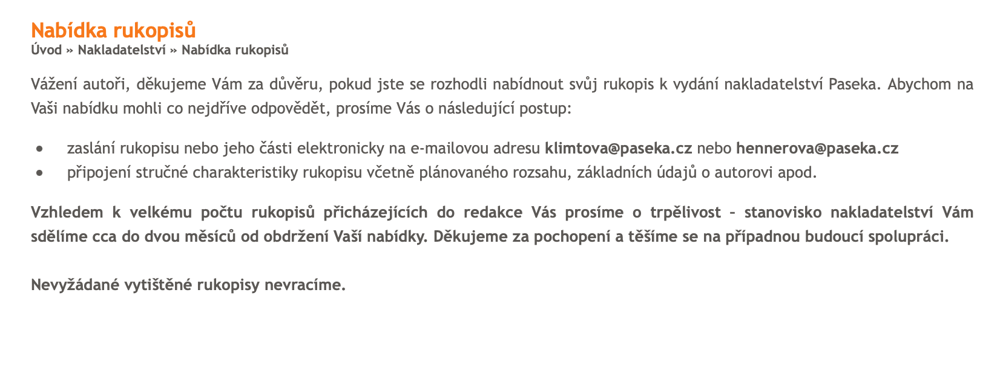 Nabídka rukopisů
Úvod » Nakladatelství » Nabídka rukopisů
Vážení autoři, děkujeme Vám za důvěru, pokud jste se rozhodli nabídnout svůj rukopis k vydání nakladatelství Paseka. Abychom na
Vaši nabídku mohli co nejdříve odpovědět, prosíme Vás o následující postup:
• zaslání rukopisu nebo jeho části elektronicky na e-mailovou adresu klimtova@paseka.cz nebo hennerova@paseka.cz
• připojení stručné charakteristiky rukopisu včetně plánovaného rozsahu, základních údajů o autorovi apod.
Vzhledem k velkému počtu rukopisů přicházejících do redakce Vás prosíme o trpělivost – stanovisko nakladatelství Vám
sdělíme cca do dvou měsíců od obdržení Vaší nabídky. Děkujeme za pochopení a těšíme se na případnou budoucí spolupráci.
Nevyžádané vytištěné rukopisy nevracíme.